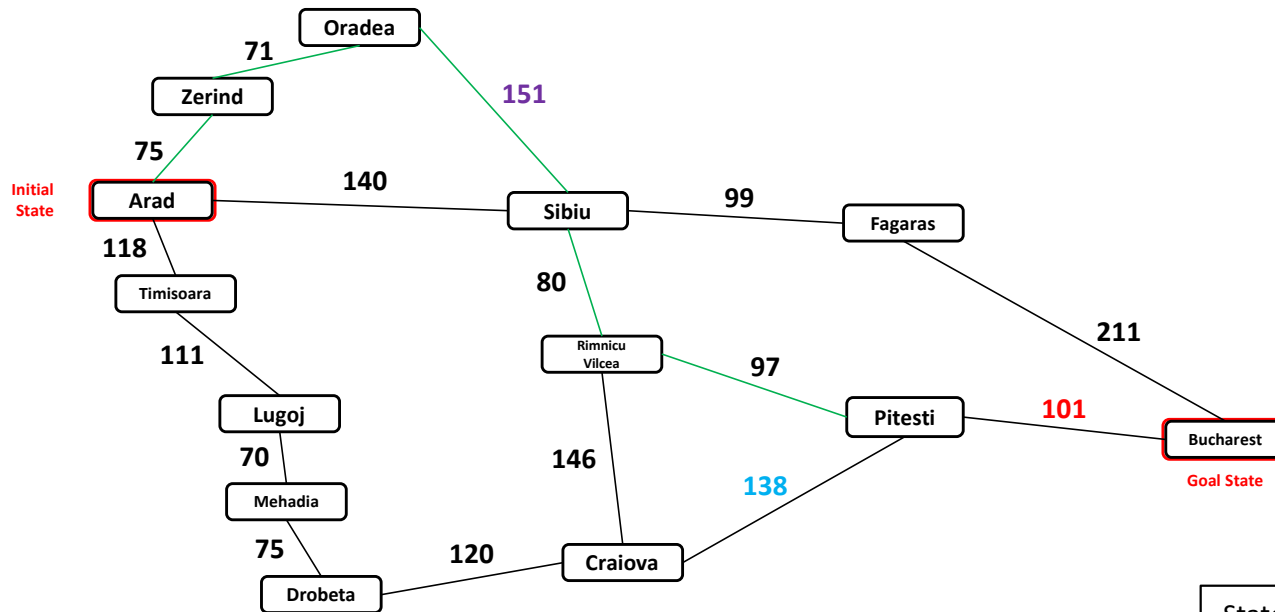 Oradea
71
Zerind
151
75
Initial
State
Arad
140
Sibiu
99
Fagaras
118
Timisoara
80
111
Rimnicu
Vilcea
97
211
Lugoj
Pitesti
101
Bucharest
70
146
138
Goal State
Mehadia
75
120
Craiova
Drobeta